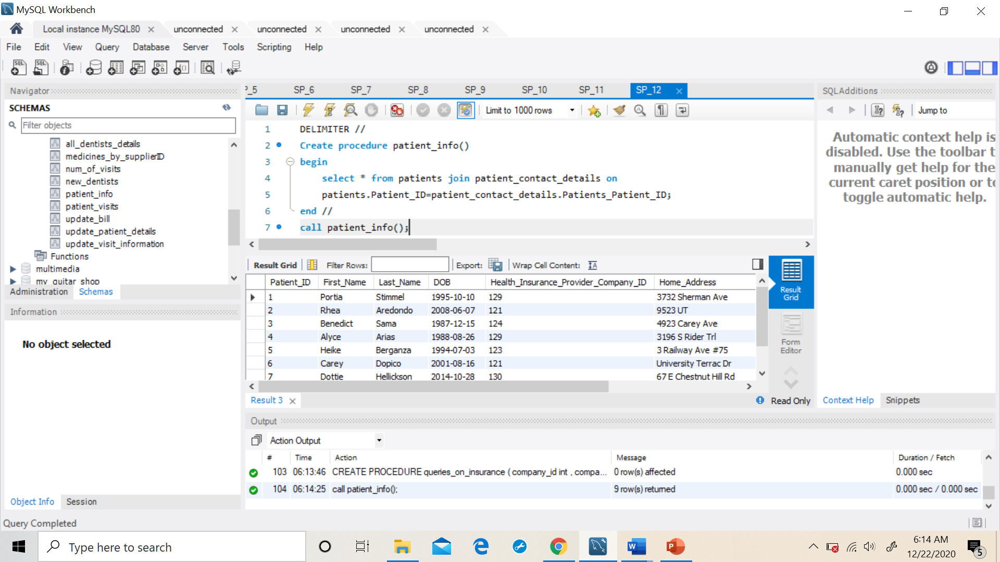 MySQL Workbench
Local instance MySQL80
unconnected
unconnected
unconnected
unconnected
File Edit View Query Database Server Tools Scripting Help
Navigator
SCHEMAS
Filter objects
all_dentists_details
medicines_by_supplierID
num_of_visits
new_dentists
patient_info
patient_visits
update_bill
update_patient_details
update_visit_information
Functions
multimedia
my_guitar_shop
Administration Schemas
Information
No object selected
Object Info Session
Query Completed
SP_6 SP_7 SP_8 SP_9 SP_10 SP_11 SP_12
Limit to 1000 rows
1 DELIMITER //
2 Create procedure patient_info()
3 begin
4 select * from patients join patient_contact_details on
5 patients.Patient_ID=patient_contact_details.Patients_Patient_ID;
6 end //
7 call patient_info();
Result Grid Filter Rows: Export: Wrap Cell Content:
Patient_ID First_Name Last_Name DOB Health_Insurance_Provider_Company_ID Home_Address
1 Portia Stimmel 1995-10-10 129 3732 Sherman Ave
2 Rhea Aredondo 2008-06-07 121 9523 UT
3 Benedict Sama 1987-12-15 124 4923 Carey Ave
4 Alyce Arias 1988-08-26 129 3196 S Rider Trl
5 Heike Berganza 1994-07-03 123 3 Railway Ave #75
6 Carey Dopico 2001-08-16 121 University Terrac Dr
7 Dottie Hellickson 2014-10-28 130 67 E Chestnut Hill Rd
Result Grid
Form Editor
Result 3
Read Only
SQLAdditions
Jump to
Automatic context help is
disabled. Use the toolbar t
manually get help for the
current caret position or to
toggle automatic help.
Context Help Snippets
Output
Action Output
# Time Action Message Duration / Fetch
103 06:13:46 CREATE PROCEDURE queries_on_insurance ( company_id int , compa... 0 row(s) affected 0.000 sec
104 06:14:25 call patient_info(); 9 row(s) returned 0.000 sec / 0.000 sec
Type here to search
6:14 AM
12/22/2020
5